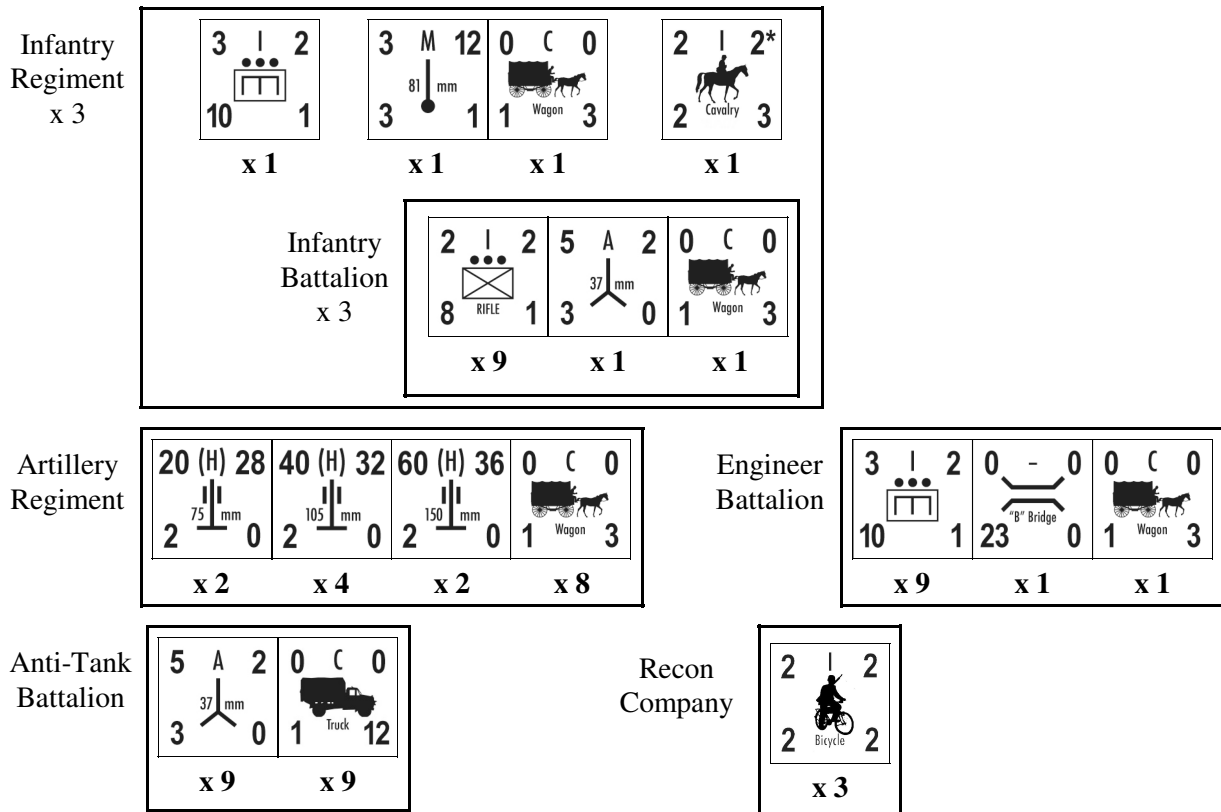 Infantry
Regiment
x 3
3 I 2
10 1
x 1
3 M 12
81 mm
3 1
x 1
0 C 0
Wagon
1 3
x 1
2 I 2*
Cavalry
2 3
x 1
Infantry
Battalion
x 3
2 I 2
RIFLE
8 1
x 9
5 A 2
37 mm
3 0
x 1
0 C 0
Wagon
1 3
x 1
Artillery
Regiment
20 (H) 28
75 mm
2 0
x 2
40 (H) 32
105 mm
2 0
x 4
60 (H) 36
150 mm
2 0
x 2
0 C 0
Wagon
1 3
x 8
Engineer
Battalion
3 I 2
10 1
x 9
0 - 0
"B" Bridge
23 0
x 1
0 C 0
Wagon
1 3
x 1
Anti-Tank
Battalion
5 A 2
37 mm
3 0
x 9
0 C 0
Truck
1 12
x 9
Recon
Company
2 I 2
Bicycle
2 2
x 3